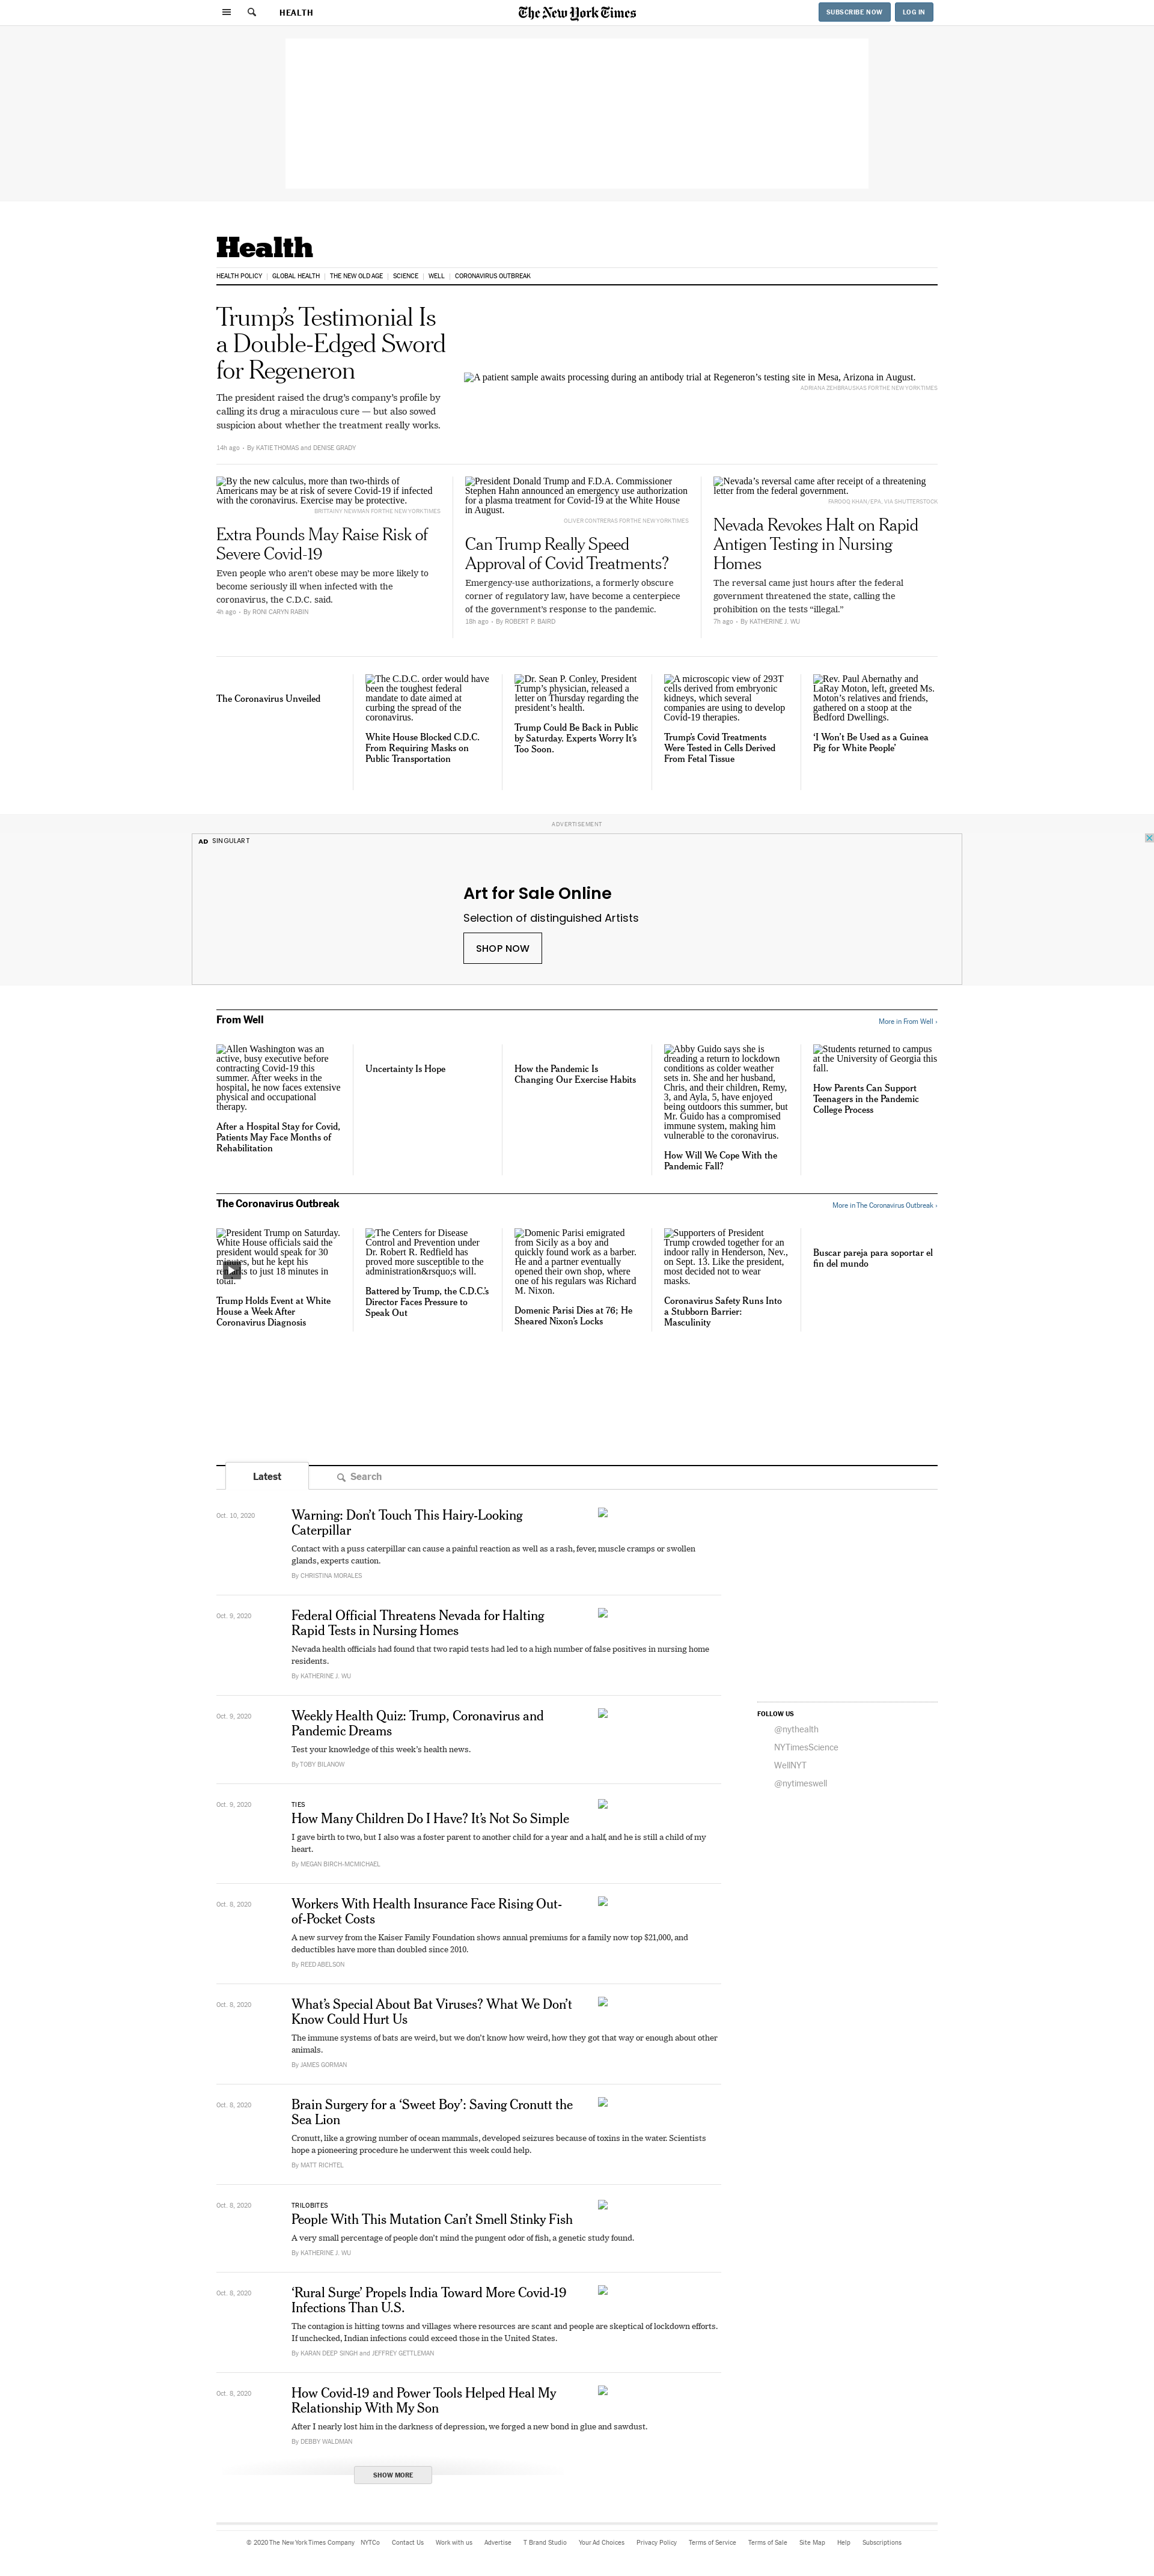 HEALTH
The New York Times
SUBSCRIBE NOW
LOG IN
Health
HEALTH POLICY | GLOBAL HEALTH | THE NEW OLD AGE | SCIENCE | WELL | CORONAVIRUS OUTBREAK
Trump’s Testimonial Is
a Double-Edged Sword
for Regeneron
The president raised the drug’s company’s profile by
calling its drug a miraculous cure — but also sowed
suspicion about whether the treatment really works.
14h ago • By KATIE THOMAS and DENISE GRADY
A patient sample awaits processing during an antibody trial at Regeneron’s testing site in Mesa, Arizona in August.
ADRIANA ZEHBRAUSKAS FOR THE NEW YORK TIMES
By the new calculus, more than two-thirds of
Americans may be at risk of severe Covid-19 if infected
with the coronavirus. Exercise may be protective.
BRITTAINY NEWMAN FOR THE NEW YORK TIMES
Extra Pounds May Raise Risk of
Severe Covid-19
Even people who aren’t obese may be more likely to
become seriously ill when infected with the
coronavirus, the C.D.C. said.
4h ago • By RONI CARYN RABIN
President Donald Trump and F.D.A. Commissioner
Stephen Hahn announced an emergency use authorization
for a plasma treatment for Covid-19 at the White House
in August.
OLIVER CONTRERAS FOR THE NEW YORK TIMES
Can Trump Really Speed
Approval of Covid Treatments?
Emergency-use authorizations, a formerly obscure
corner of regulatory law, have become a centerpiece
of the government’s response to the pandemic.
18h ago • By ROBERT P. BAIRD
Nevada’s reversal came after receipt of a threatening
letter from the federal government.
FAROOQ KHAN/EPA, VIA SHUTTERSTOCK
Nevada Revokes Halt on Rapid
Antigen Testing in Nursing
Homes
The reversal came just hours after the federal
government threatened the state, calling the
prohibition on the tests “illegal.”
7h ago • By KATHERINE J. WU
The Coronavirus Unveiled
The C.D.C. order would have
been the toughest federal
mandate to date aimed at
curbing the spread of the
coronavirus.
White House Blocked C.D.C.
From Requiring Masks on
Public Transportation
Dr. Sean P. Conley, President
Trump’s physician, released a
letter on Thursday regarding the
president’s health.
Trump Could Be Back in Public
by Saturday. Experts Worry It’s
Too Soon.
A microscopic view of 293T
cells derived from embryonic
kidneys, which several
companies are using to develop
Covid-19 therapies.
Trump’s Covid Treatments
Were Tested in Cells Derived
From Fetal Tissue
Rev. Paul Abernathy and
LaRay Moton, left, greeted Ms.
Moton’s relatives and friends,
gathered on a stoop at the
Bedford Dwellings.
‘I Won’t Be Used as a Guinea
Pig for White People’
ADVERTISEMENT
AD SINGULART
Art for Sale Online
Selection of distinguished Artists
SHOP NOW
From Well
More in From Well ›
Allen Washington was an
active, busy executive before
contracting Covid-19 this
summer. After weeks in the
hospital, he now faces extensive
physical and occupational
therapy.
After a Hospital Stay for Covid,
Patients May Face Months of
Rehabilitation
Uncertainty Is Hope
How the Pandemic Is
Changing Our Exercise Habits
Abby Guido says she is
dreading a return to lockdown
conditions as colder weather
sets in. She and her husband,
Chris, and their children, Remy,
3, and Ayla, 5, have enjoyed
being outdoors this summer, but
Mr. Guido has a compromised
immune system, making him
vulnerable to the coronavirus.
How Will We Cope With the
Pandemic Fall?
Students returned to campus
at the University of Georgia this
fall.
How Parents Can Support
Teenagers in the Pandemic
College Process
The Coronavirus Outbreak
More in The Coronavirus Outbreak ›
President Trump on Saturday.
White House officials said the
president would speak for 30
minutes, but he kept his
to just 18 minutes in
total.
Trump Holds Event at White
House a Week After
Coronavirus Diagnosis
The Centers for Disease
Control and Prevention under
Dr. Robert R. Redfield has
proved more susceptible to the
administration&rsquo;s will.
Battered by Trump, the C.D.C.’s
Director Faces Pressure to
Speak Out
Domenic Parisi emigrated
from Sicily as a boy and
quickly found work as a barber.
He and a partner eventually
opened their own shop, where
one of his regulars was Richard
M. Nixon.
Domenic Parisi Dies at 76; He
Sheared Nixon’s Locks
Supporters of President
Trump crowded together for an
indoor rally in Henderson, Nev.,
on Sept. 13. Like the president,
most decided not to wear
masks.
Coronavirus Safety Runs Into
a Stubborn Barrier:
Masculinity
Buscar pareja para soportar el
fin del mundo
Latest
Search
Oct. 10, 2020
Warning: Don’t Touch This Hairy-Looking
Caterpillar
Contact with a puss caterpillar can cause a painful reaction as well as a rash, fever, muscle cramps or swollen
glands, experts caution.
By CHRISTINA MORALES
Oct. 9, 2020
Federal Official Threatens Nevada for Halting
Rapid Tests in Nursing Homes
Nevada health officials had found that two rapid tests had led to a high number of false positives in nursing home
residents.
By KATHERINE J. WU
Oct. 9, 2020
Weekly Health Quiz: Trump, Coronavirus and
Pandemic Dreams
Test your knowledge of this week’s health news.
By TOBY BILANOW
FOLLOW US
@nythealth
NYTimesScience
WellNYT
@nytimeswell
Oct. 9, 2020
TIES
How Many Children Do I Have? It’s Not So Simple
I gave birth to two, but I also was a foster parent to another child for a year and a half, and he is still a child of my
heart.
By MEGAN BIRCH-MCMICHAEL
Oct. 8, 2020
Workers With Health Insurance Face Rising Out-
of-Pocket Costs
A new survey from the Kaiser Family Foundation shows annual premiums for a family now top $21,000, and
deductibles have more than doubled since 2010.
By REED ABELSON
Oct. 8, 2020
What’s Special About Bat Viruses? What We Don’t
Know Could Hurt Us
The immune systems of bats are weird, but we don’t know how weird, how they got that way or enough about other
animals.
By JAMES GORMAN
Oct. 8, 2020
Brain Surgery for a ‘Sweet Boy’: Saving Cronutt the
Sea Lion
Cronutt, like a growing number of ocean mammals, developed seizures because of toxins in the water. Scientists
hope a pioneering procedure he underwent this week could help.
By MATT RICHTEL
Oct. 8, 2020
TRILOBITES
People With This Mutation Can’t Smell Stinky Fish
A very small percentage of people don’t mind the pungent odor of fish, a genetic study found.
By KATHERINE J. WU
Oct. 8, 2020
‘Rural Surge’ Propels India Toward More Covid-19
Infections Than U.S.
The contagion is hitting towns and villages where resources are scant and people are skeptical of lockdown efforts.
If unchecked, Indian infections could exceed those in the United States.
By KARAN DEEP SINGH and JEFFREY GETTLEMAN
Oct. 8, 2020
How Covid-19 and Power Tools Helped Heal My
Relationship With My Son
After I nearly lost him in the darkness of depression, we forged a new bond in glue and sawdust.
By DEBBY WALDMAN
SHOW MORE
© 2020 The New York Times Company NYTCo Contact Us Work with us Advertise T Brand Studio Your Ad Choices Privacy Policy Terms of Service Terms of Sale Site Map Help Subscriptions